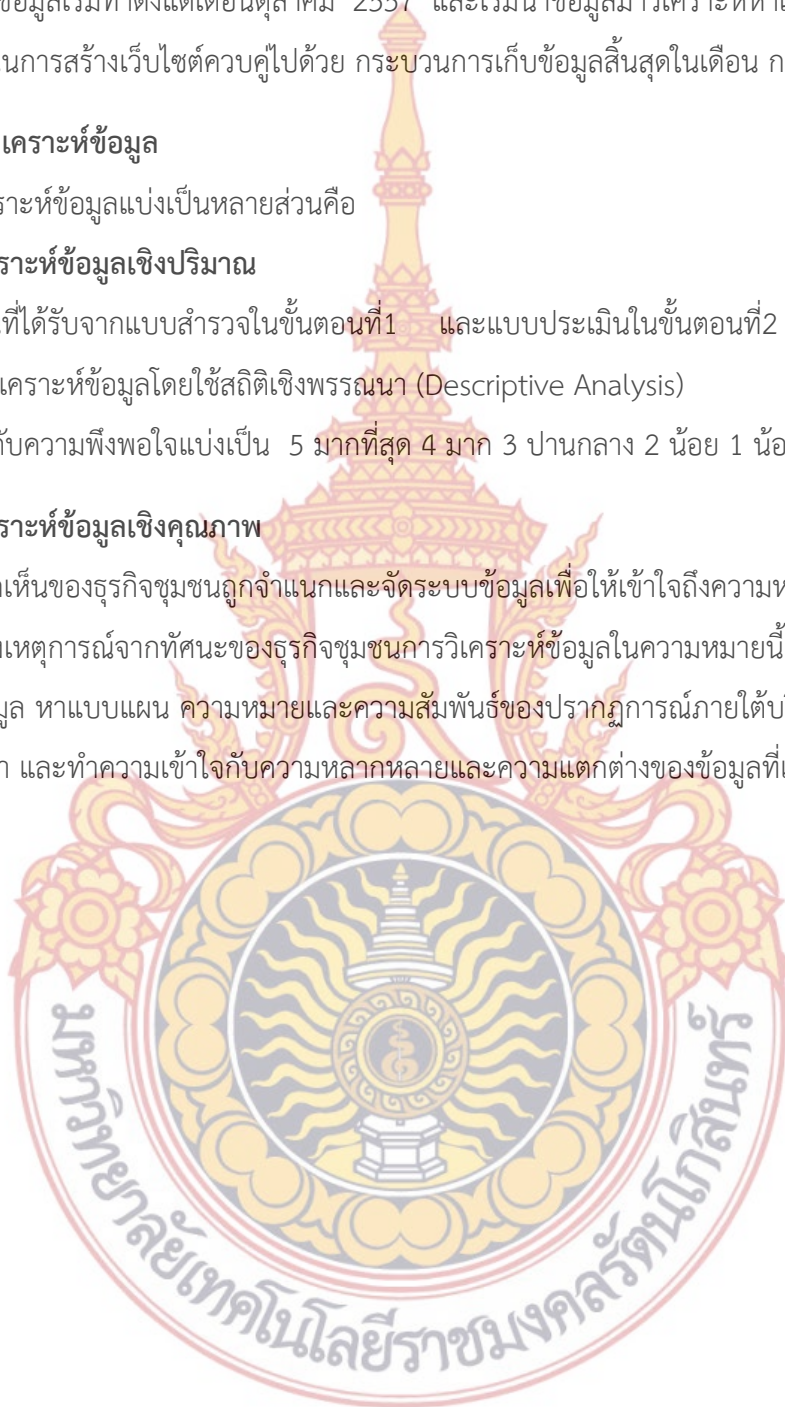 ข้อมูลเริ่มทำตั้งแต่เดือนตุลาคม 2557 และเริ่มนำข้อมูลมาวิเคราะห์หา
นการสร้างเว็บไซต์ควบคู่ไปด้วย กระบวนการเก็บข้อมูลสิ้นสุดในเดือน ก
เคราะห์ข้อมูล
ราะห์ข้อมูลแบ่งเป็นหลายส่วนคือ
ราะห์ข้อมูลเชิงปริมาณ
ที่ได้รับจากแบบสำรวจในขั้นตอนที่1 และแบบประเมินในขั้นตอนที่2
เคราะห์ข้อมูลโดยใช้สถิติเชิงพรรณนา (Descriptive Analysis)
ับความพึงพอใจแบ่งเป็น 5 มากที่สุด 4 มาก 3 ปานกลาง 2 น้อย 1 น้อ
ราะห์ข้อมูลเชิงคุณภาพ
เห็นของธุรกิจชุมชนถูกจำแนกและจัดระบบข้อมูลเพื่อให้เข้าใจถึงความห
งเหตุการณ์จากทัศนะของธุรกิจชุมชนการวิเคราะห์ข้อมูลในความหมายนี้
มูล หาแบบแผน ความหมายและความสัมพันธ์ของปรากฏการณ์ภายใต้บริ
า และทำความเข้าใจกับความหลากหลายและความแตกต่างของข้อมูลที่เ
มหาวิทยาลัยเทคโนโลยีราชมงคลรัตนโกสินทร์